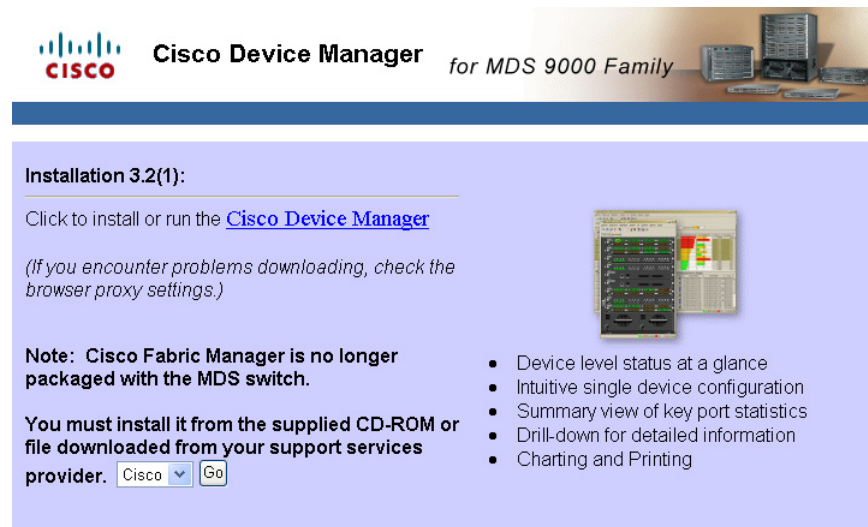 CISCO
Cisco Device Manager
for MDS 9000 Family
Installation 3.2(1):
Click to install or run the Cisco Device Manager
(If you encounter problems downloading, check the
browser proxy settings.)
Note: Cisco Fabric Manager is no longer
packaged with the MDS switch.
You must install it from the supplied CD-ROM or
file downloaded from your support services
provider. Cisco Go
• Device level status at a glance
• Intuitive single device configuration
• Summary view of key port statistics
• Drill-down for detailed information
• Charting and Printing